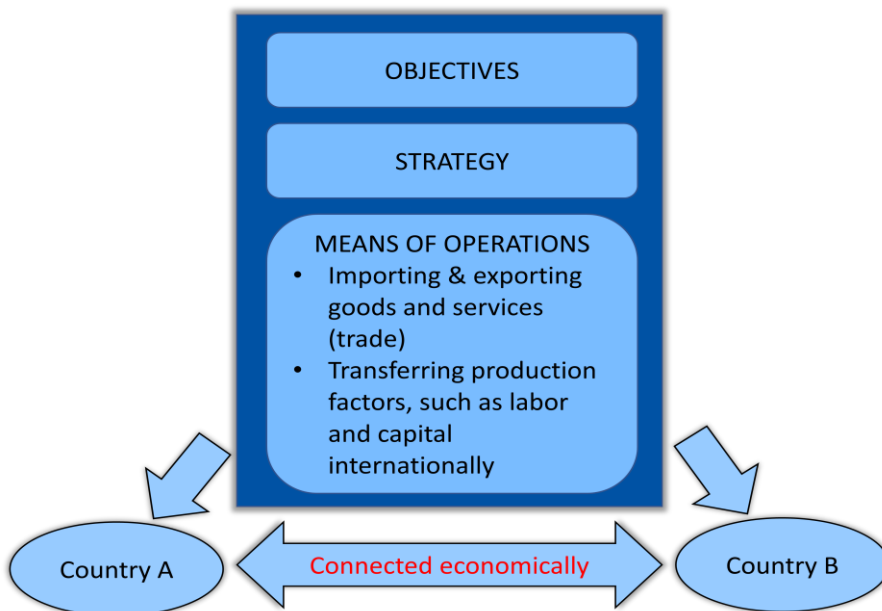 OBJECTIVES
STRATEGY
MEANS OF OPERATIONS
• Importing & exporting
goods and services
(trade)
• Transferring production
factors, such as labor
and capital
internationally
Country A
Connected economically
Country B